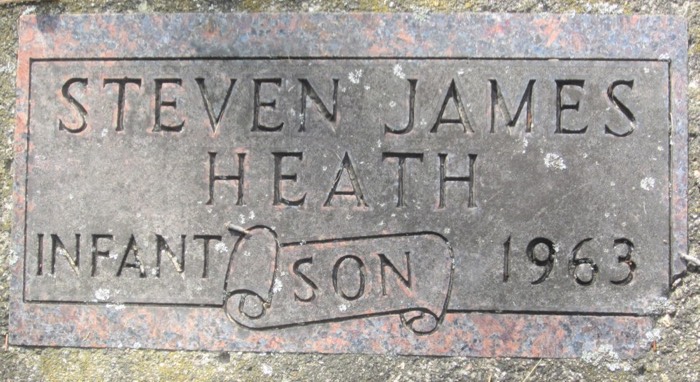 STEVEN JAMES
HEATH
INFANT SON 1963